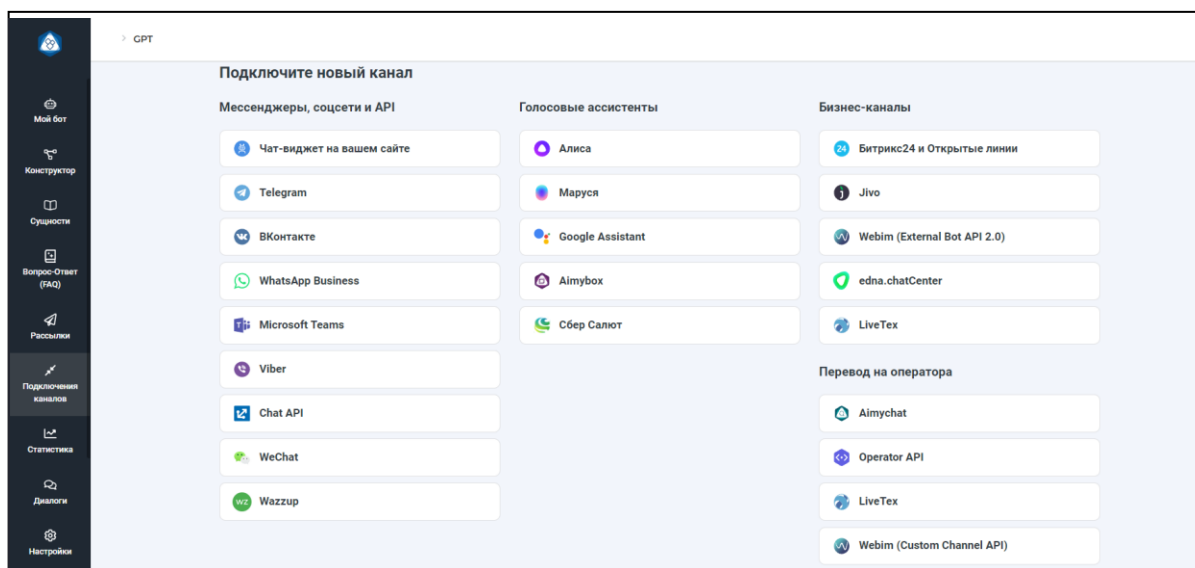 GPT
Мой бот
Конструктор
Сущности
Вопрос-Ответ
(FAQ)
Рассылки
Подключения
каналов
Статистика
Диалоги
Настройки
Подключите новый канал
Мессенджеры, соцсети и API
Чат-виджет на вашем сайте
Telegram
ВКонтакте
WhatsApp Business
Microsoft Teams
Viber
Chat API
WeChat
WZ Wazzup
Голосовые ассистенты
Алиса
Маруся
Google Assistant
Aimybox
Сбер Салют
Бизнес-каналы
24 Битрикс24 и Открытые линии
Jivo
Webim (External Bot API 2.0)
edna.chatCenter
LiveTex
Перевод на оператора
Aimychat
Operator API
LiveTex
Webim (Custom Channel API)